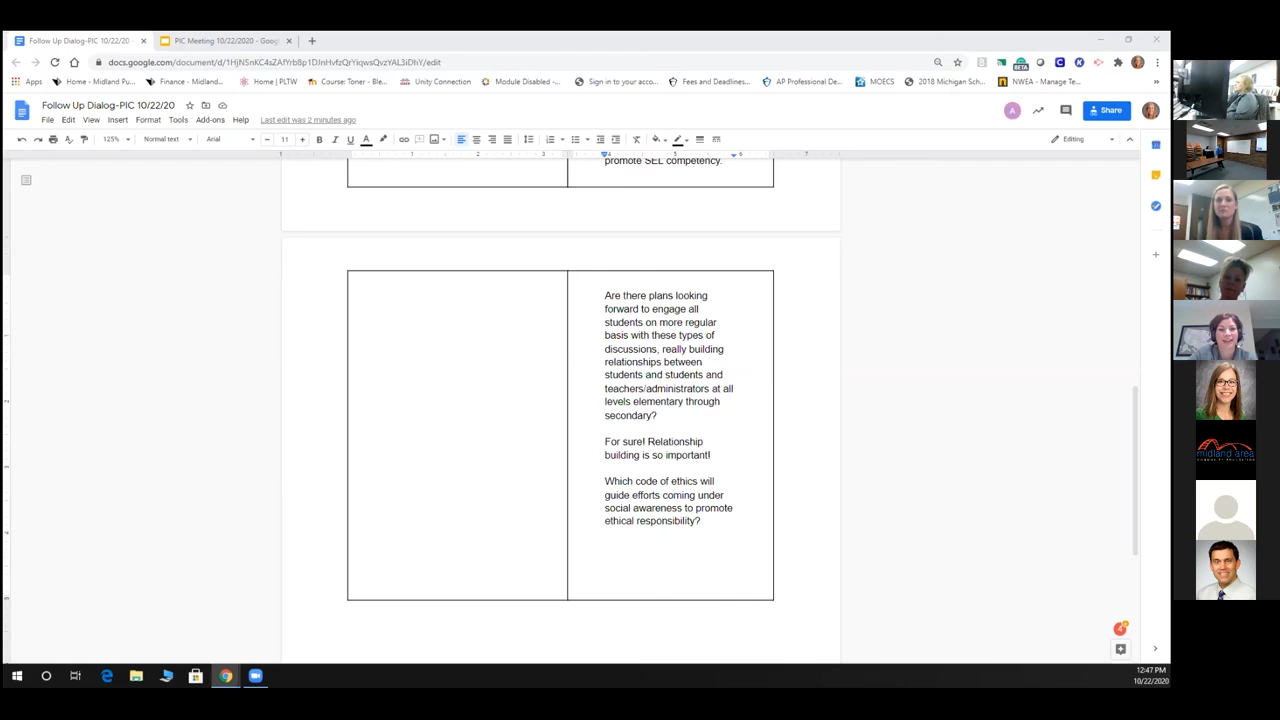 Follow Up Dialog-PIC 10/22/20
PIC Meeting 10/22/2020 - Goog
docs.google.com/document/d/1HjNSnKC4sZAfYrb8p1DJnHvfzQrYiqwsQvzYAL3iDhY/edit
Apps
Home - Midland Pu...
Finance - Midland...
Home | PLTW
Course: Toner - Ble...
Unity Connection
Module Disabled -...
Sign in to your acco...
Fees and Deadlines...
AP Professional De...
MOECS
2018 Michigan Sch...
NWEA - Manage Te...
BETA
Follow Up Dialog-PIC 10/22/20
File Edit View Insert Format Tools Add-ons Help
Last edit was 2 minutes ago
A
Share
125%
Normal text
Arial
11
Editing
promote SEL competency.
Are there plans looking
forward to engage all
students on more regular
basis with these types of
discussions, really building
relationships between
students and students and
teachers/administrators at all
levels elementary through
secondary?
For sure! Relationship
building is so important!
Which code of ethics will
guide efforts coming under
social awareness to promote
ethical responsibility?
midland area
12:47 PM
10/22/2020